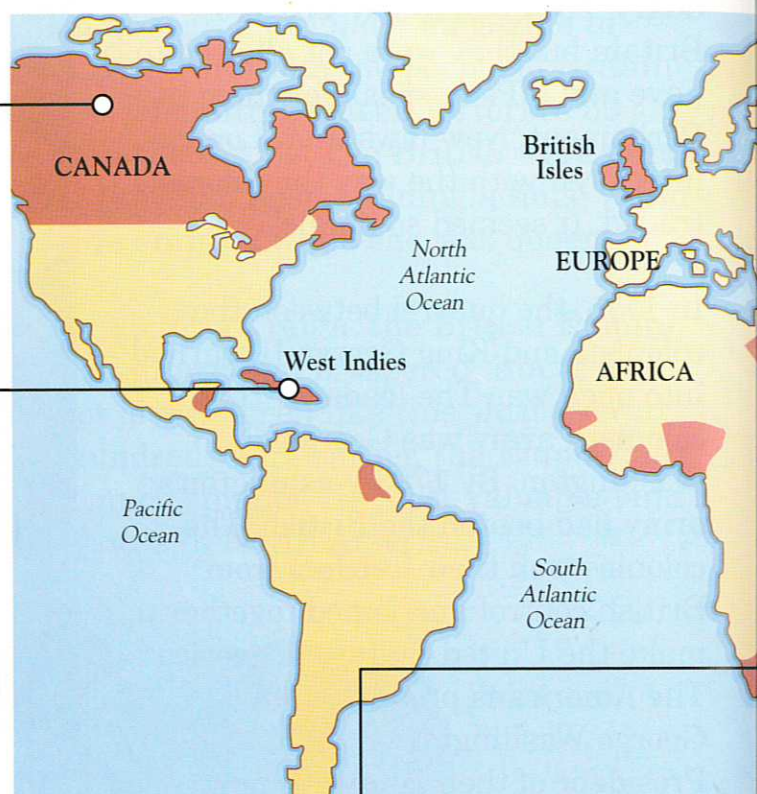 CANADA
British
Isles
North
Atlantic
Ocean
EUROPE
West Indies
AFRICA
Pacific
Ocean
South
Atlantic
Ocean